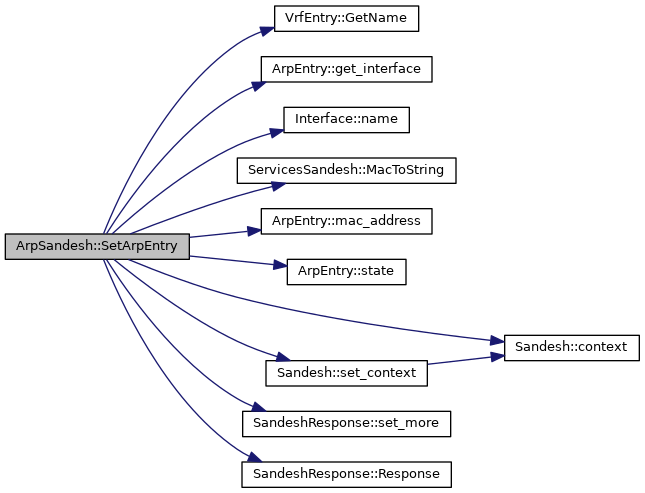 VrfEntry::GetName
ArpEntry::get_interface
Interface::name
ServicesSandesh::MacToString
ArpEntry::mac_address
ArpSandesh::SetArpEntry
ArpEntry::state
Sandesh::context
Sandesh::set_context
SandeshResponse::set_more
SandeshResponse::Response